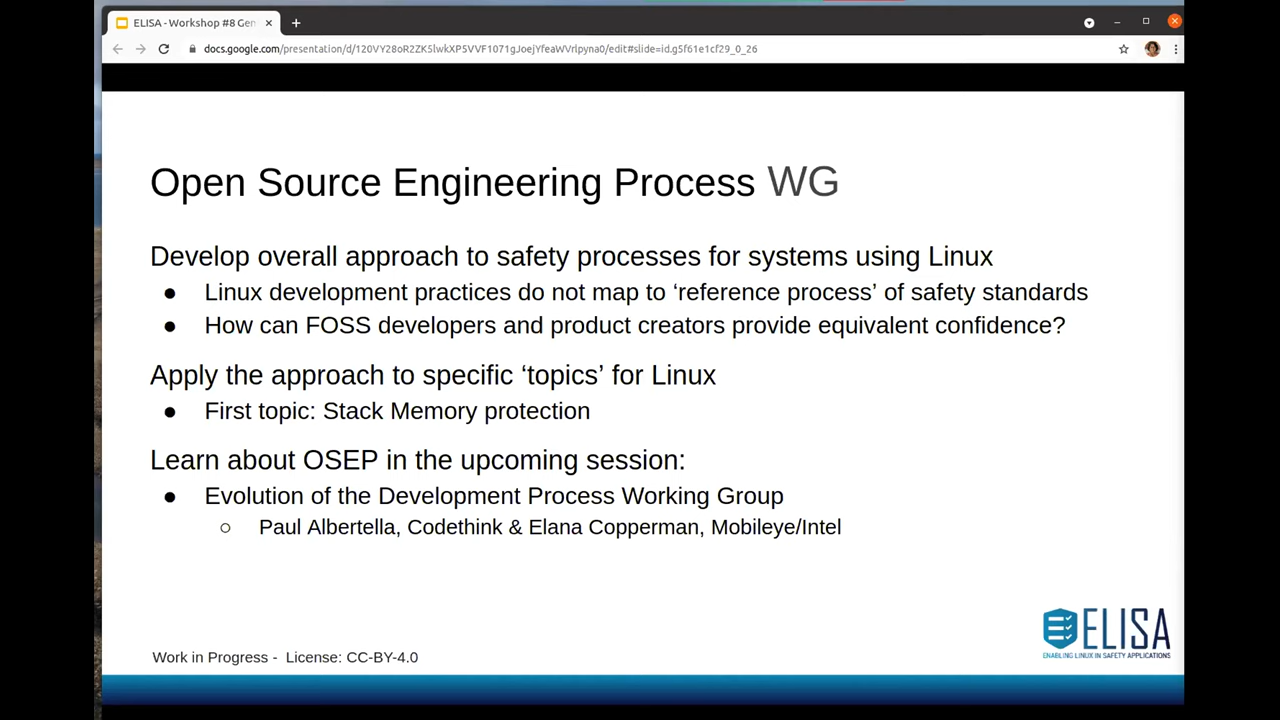 ELISA - Workshop #8 Gen
docs.google.com/presentation/d/120VY28oR2ZK5lwkXP5VVF1071gJoejYfeaWVripyna0/edit#slide=id.g5f61e1cf29_0_26
Open Source Engineering Process WG
Develop overall approach to safety processes for systems using Linux
● Linux development practices do not map to ‘reference process’ of safety standards
● How can FOSS developers and product creators provide equivalent confidence?
Apply the approach to specific ‘topics’ for Linux
● First topic: Stack Memory protection
Learn about OSEP in the upcoming session:
● Evolution of the Development Process Working Group
○ Paul Albertella, Codethink & Elana Copperman, Mobileye/Intel
ELISA
ENABLING LINUX IN SAFETY APPLICATIONS
Work in Progress - License: CC-BY-4.0